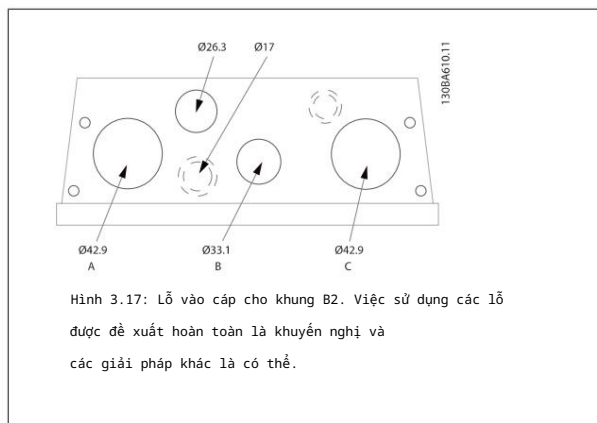 Ø26.3 Ø17
130BA610.11
Ø42.9 Ø33.1 Ø42.9
A B C
Hình 3.17: Lỗ vào cáp cho khung B2. Việc sử dụng các lỗ
được đề xuất hoàn toàn là khuyến nghị và
các giải pháp khác là có thể.